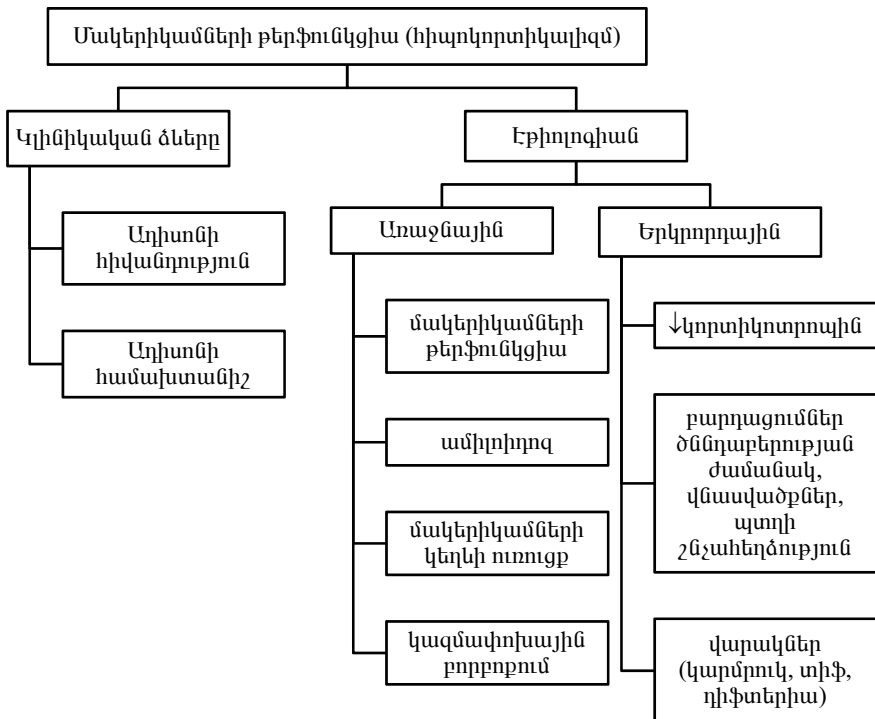 Մակերիկամների թերֆունկցիա (հիպոկորտիկալիզմ)
Կլինիկական ձևերը
Ադիսոնի
հիվանդություն
Ադիսոնի
համախտանիշ
Էթիոլոգիան
Առաջնային
մակերիկամների
թերֆունկցիա
ամիլոիդոզ
մակերիկամների
կեղևի ուռուցք
կազմափոխային
բորբոքում
Երկրորդային
↓կորտիկոտրոպին
բարդացումներ
ծննդաբերության
ժամանակ,
վնասվածքներ,
պտղի
շնչահեղձություն
վարակներ
(կարմրուկ, տիֆ,
դիֆտերիա)